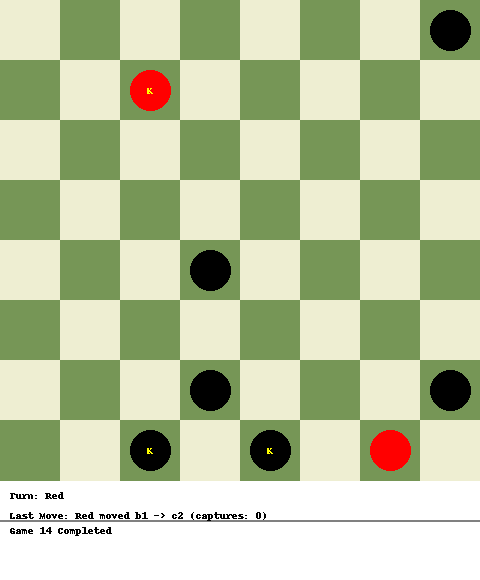 K
K
K
Turn: Red
Last Move: Red moved b1 -> c2 (captures: 0)
Game 14 Completed